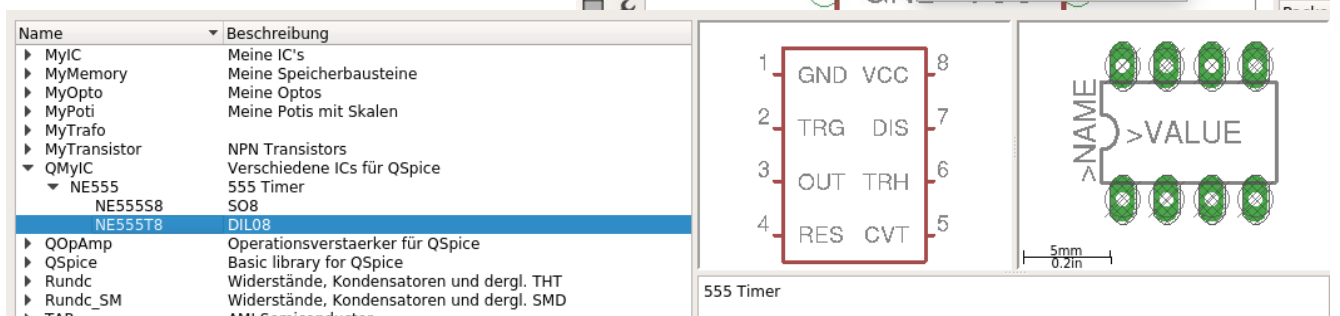 Name Beschreibung
MyIC Meine IC's
MyMemory Meine Speicherbausteine
MyOpto Meine Optos
MyPoti Meine Potis mit Skalen
MyTrafo
MyTransistor NPN Transistors
QMyIC Verschiedene ICs für QSpice
NE555 555 Timer
NE555S8 SO8
NE555T8 DIL08
QOpAmp Operationsverstaerker für QSpice
QSpice Basic library for QSpice
Rundc Widerstände, Kondensatoren und dergl. THT
Rundc_SM Widerstände, Kondensatoren und dergl. SMD
1 GND VCC 8
2 TRG DIS 7
3 OUT TRH 6
4 RES CVT 5
>NAME
>VALUE
5mm
0.2in
555 Timer